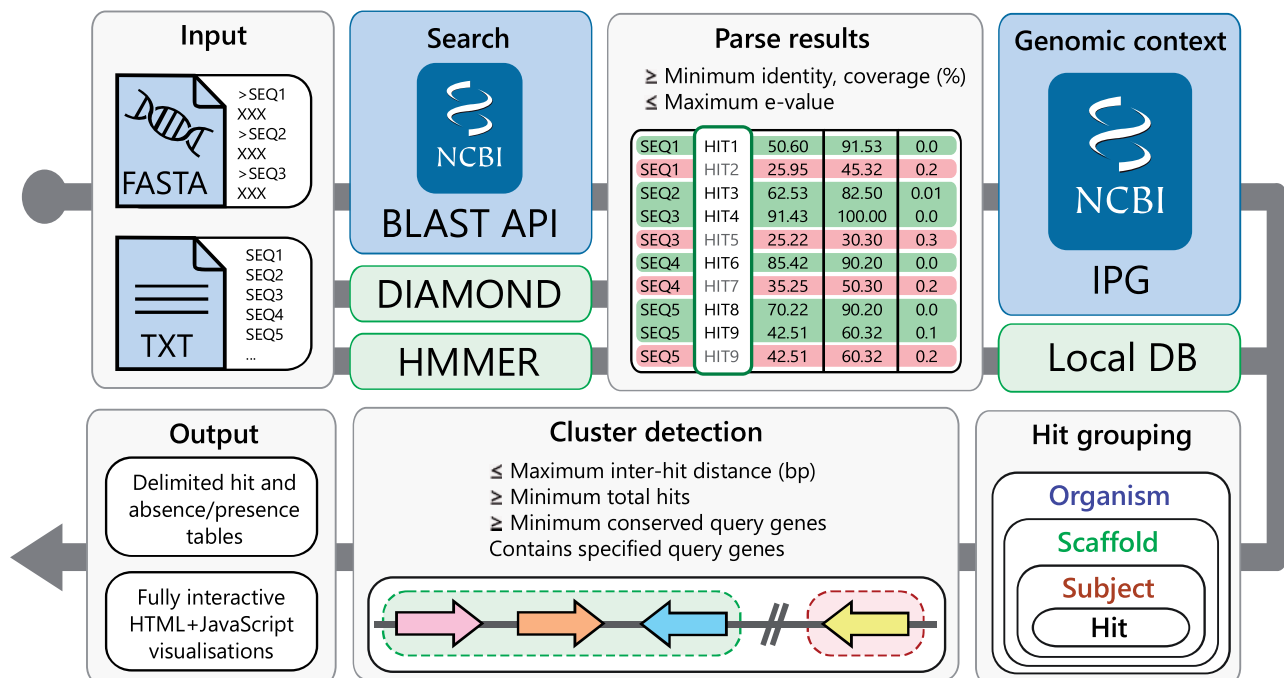 Input
>SEQ1
XXX
>SEQ2
XXX
>SEQ3
XXX
FASTA
SEQ1
SEQ2
SEQ3
SEQ4
SEQ5
...
TXT
Search
NCBI
BLAST API
DIAMOND
HMMER
Parse results
≥ Minimum identity, coverage (%)
≤ Maximum e-value
SEQ1 HIT1 50.60 91.53 0.0
SEQ1 HIT2 25.95 45.32 0.2
SEQ2 HIT3 62.53 82.50 0.01
SEQ3 HIT4 91.43 100.00 0.0
SEQ3 HIT5 25.22 30.30 0.3
SEQ4 HIT6 85.42 90.20 0.0
SEQ4 HIT7 35.25 50.30 0.2
SEQ5 HIT8 70.22 90.20 0.0
SEQ5 HIT9 42.51 60.32 0.1
SEQ5 HIT9 42.51 60.32 0.2
Genomic context
NCBI
IPG
Local DB
Hit grouping
Organism
Scaffold
Subject
Hit
Cluster detection
≤ Maximum inter-hit distance (bp)
≥ Minimum total hits
≥ Minimum conserved query genes
Contains specified query genes
Output
Delimited hit and
absence/presence
tables
Fully interactive
HTML+JavaScript
visualisations